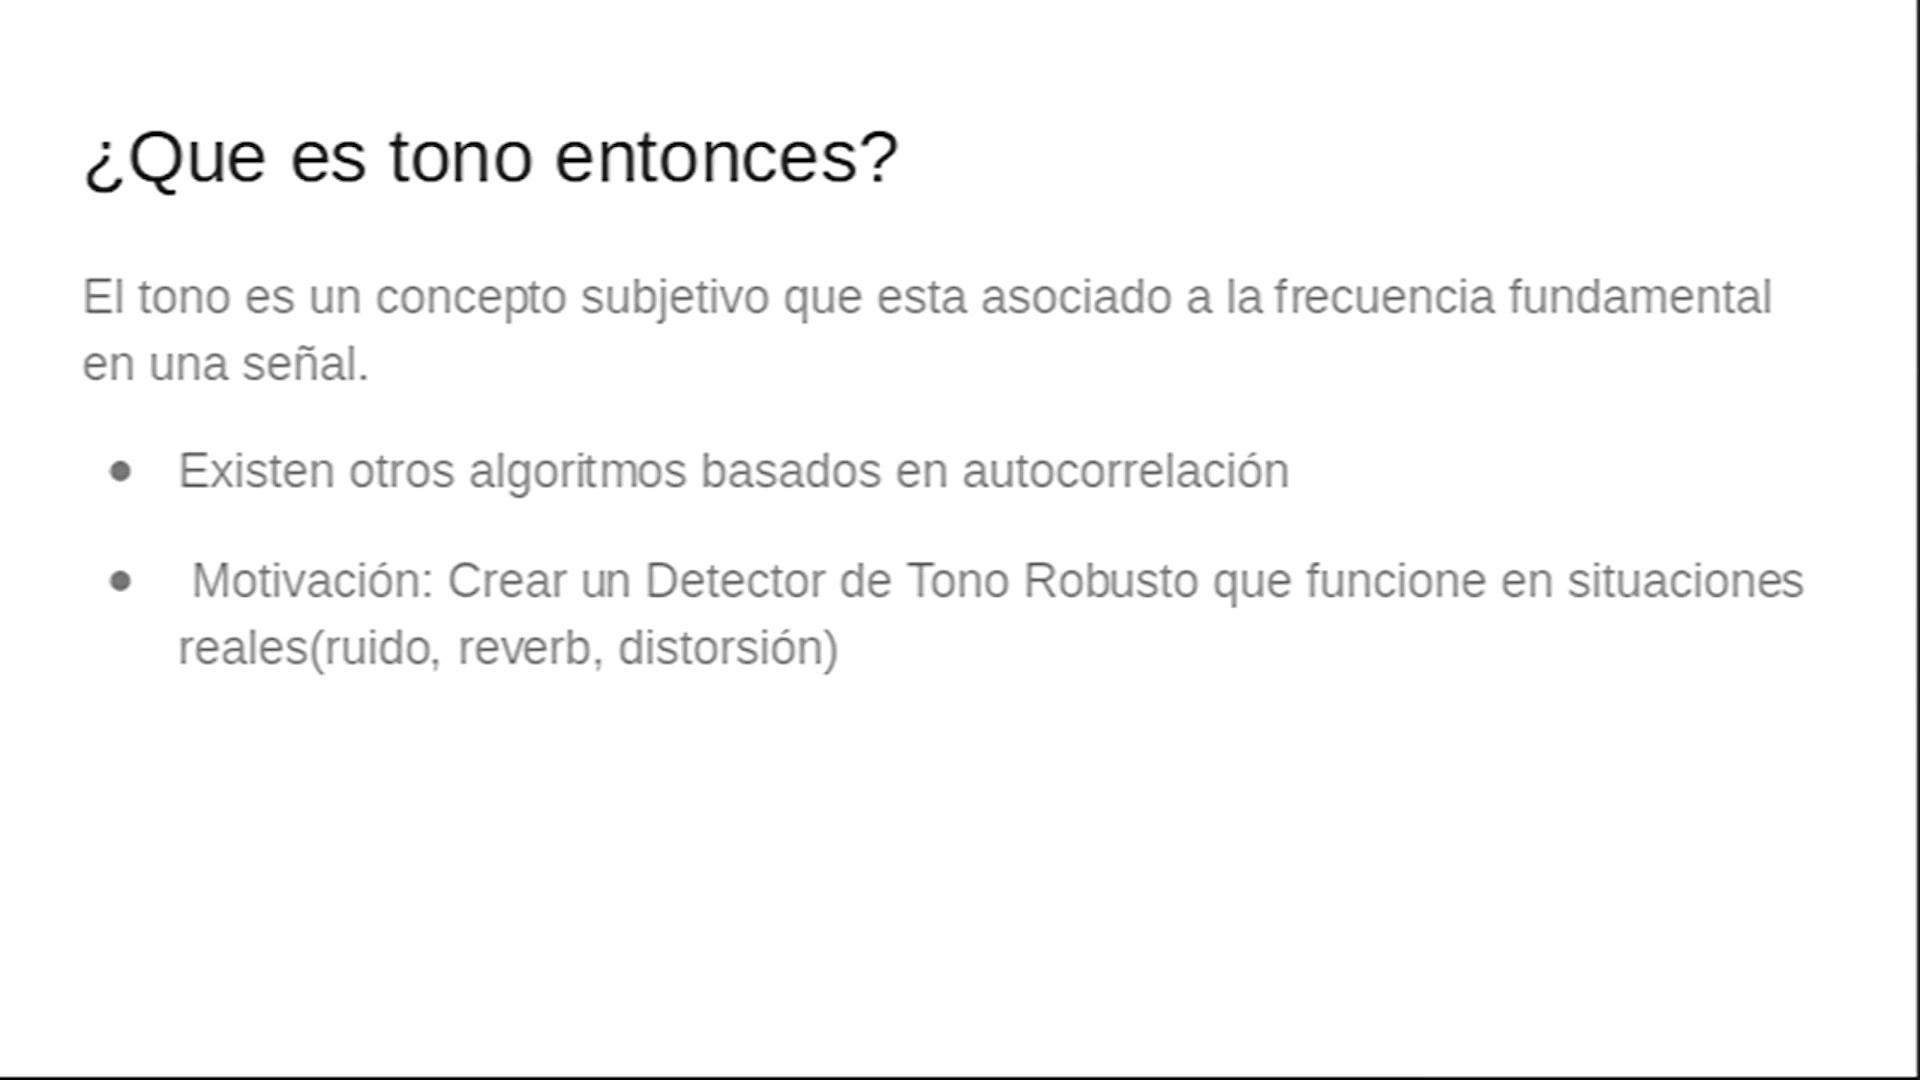 ¿Que es tono entonces?
El tono es un concepto subjetivo que esta asociado a la frecuencia fundamental
en una señal.
● Existen otros algoritmos basados en autocorrelación
● Motivación: Crear un Detector de Tono Robusto que funcione en situaciones
reales(ruido, reverb, distorsión)